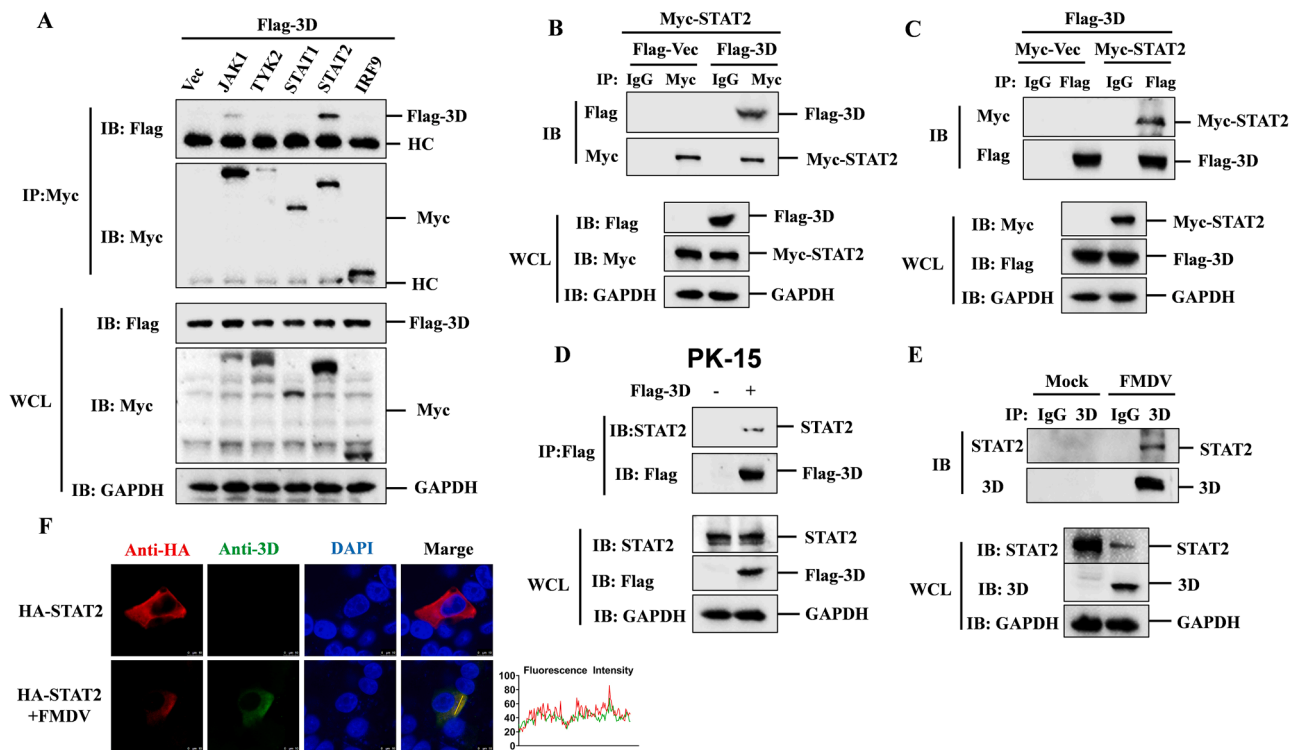 A
Flag-3D
Vec JAK1 TYK2 STAT1 STAT2 IRF9
IB: Flag
Flag-3D
HC
IP:Myc
IB: Myc
Myc
HC
WCL
IB: Flag
Flag-3D
IB: Myc
Myc
IB: GAPDH
GAPDH
B
Myc-STAT2
Flag-Vec Flag-3D
IP: IgG Myc IgG Myc
IB
Flag
Flag-3D
Myc
Myc-STAT2
WCL
IB: Flag
Flag-3D
IB: Myc
Myc-STAT2
IB: GAPDH
GAPDH
C
Flag-3D
Myc-Vec Myc-STAT2
IP: IgG Flag IgG Flag
IB
Myc
Myc-STAT2
Flag
Flag-3D
WCL
IB: Myc
Myc-STAT2
IB: Flag
Flag-3D
IB: GAPDH
GAPDH
D
PK-15
Flag-3D - +
IP:Flag
IB:STAT2
STAT2
IB: Flag
Flag-3D
WCL
IB: STAT2
STAT2
IB: Flag
Flag-3D
IB: GAPDH
GAPDH
E
Mock FMDV
IP: IgG 3D IgG 3D
IB
STAT2
STAT2
3D
3D
WCL
IB: STAT2
STAT2
IB: 3D
3D
IB: GAPDH
GAPDH
F
Anti-HA Anti-3D DAPI Marge
HA-STAT2
HA-STAT2
+FMDV
Fluorescence Intensity
100
80
60
40
20
0